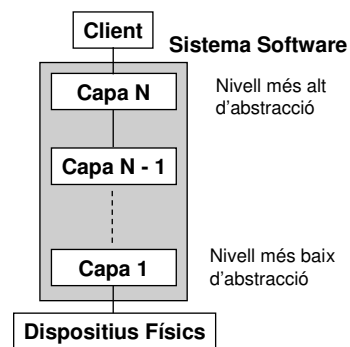 Client
Sistema Software
Capa N
Nivell més alt
d'abstracció
Capa N - 1
Capa 1
Nivell més baix
d'abstracció
Dispositius Físics